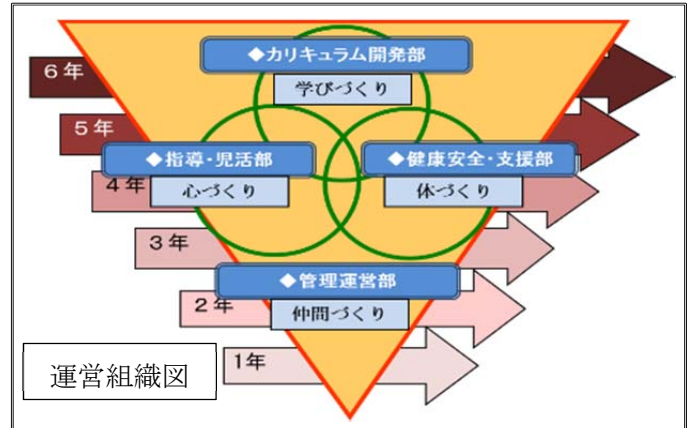 ◆カリキュラム開発部
学びづくり
6年
5年
◆指導・児活部
心づくり
◆健康安全・支援部
体づくり
4年
3年
◆管理運営部
仲間づくり
2年
1年
運営組織図